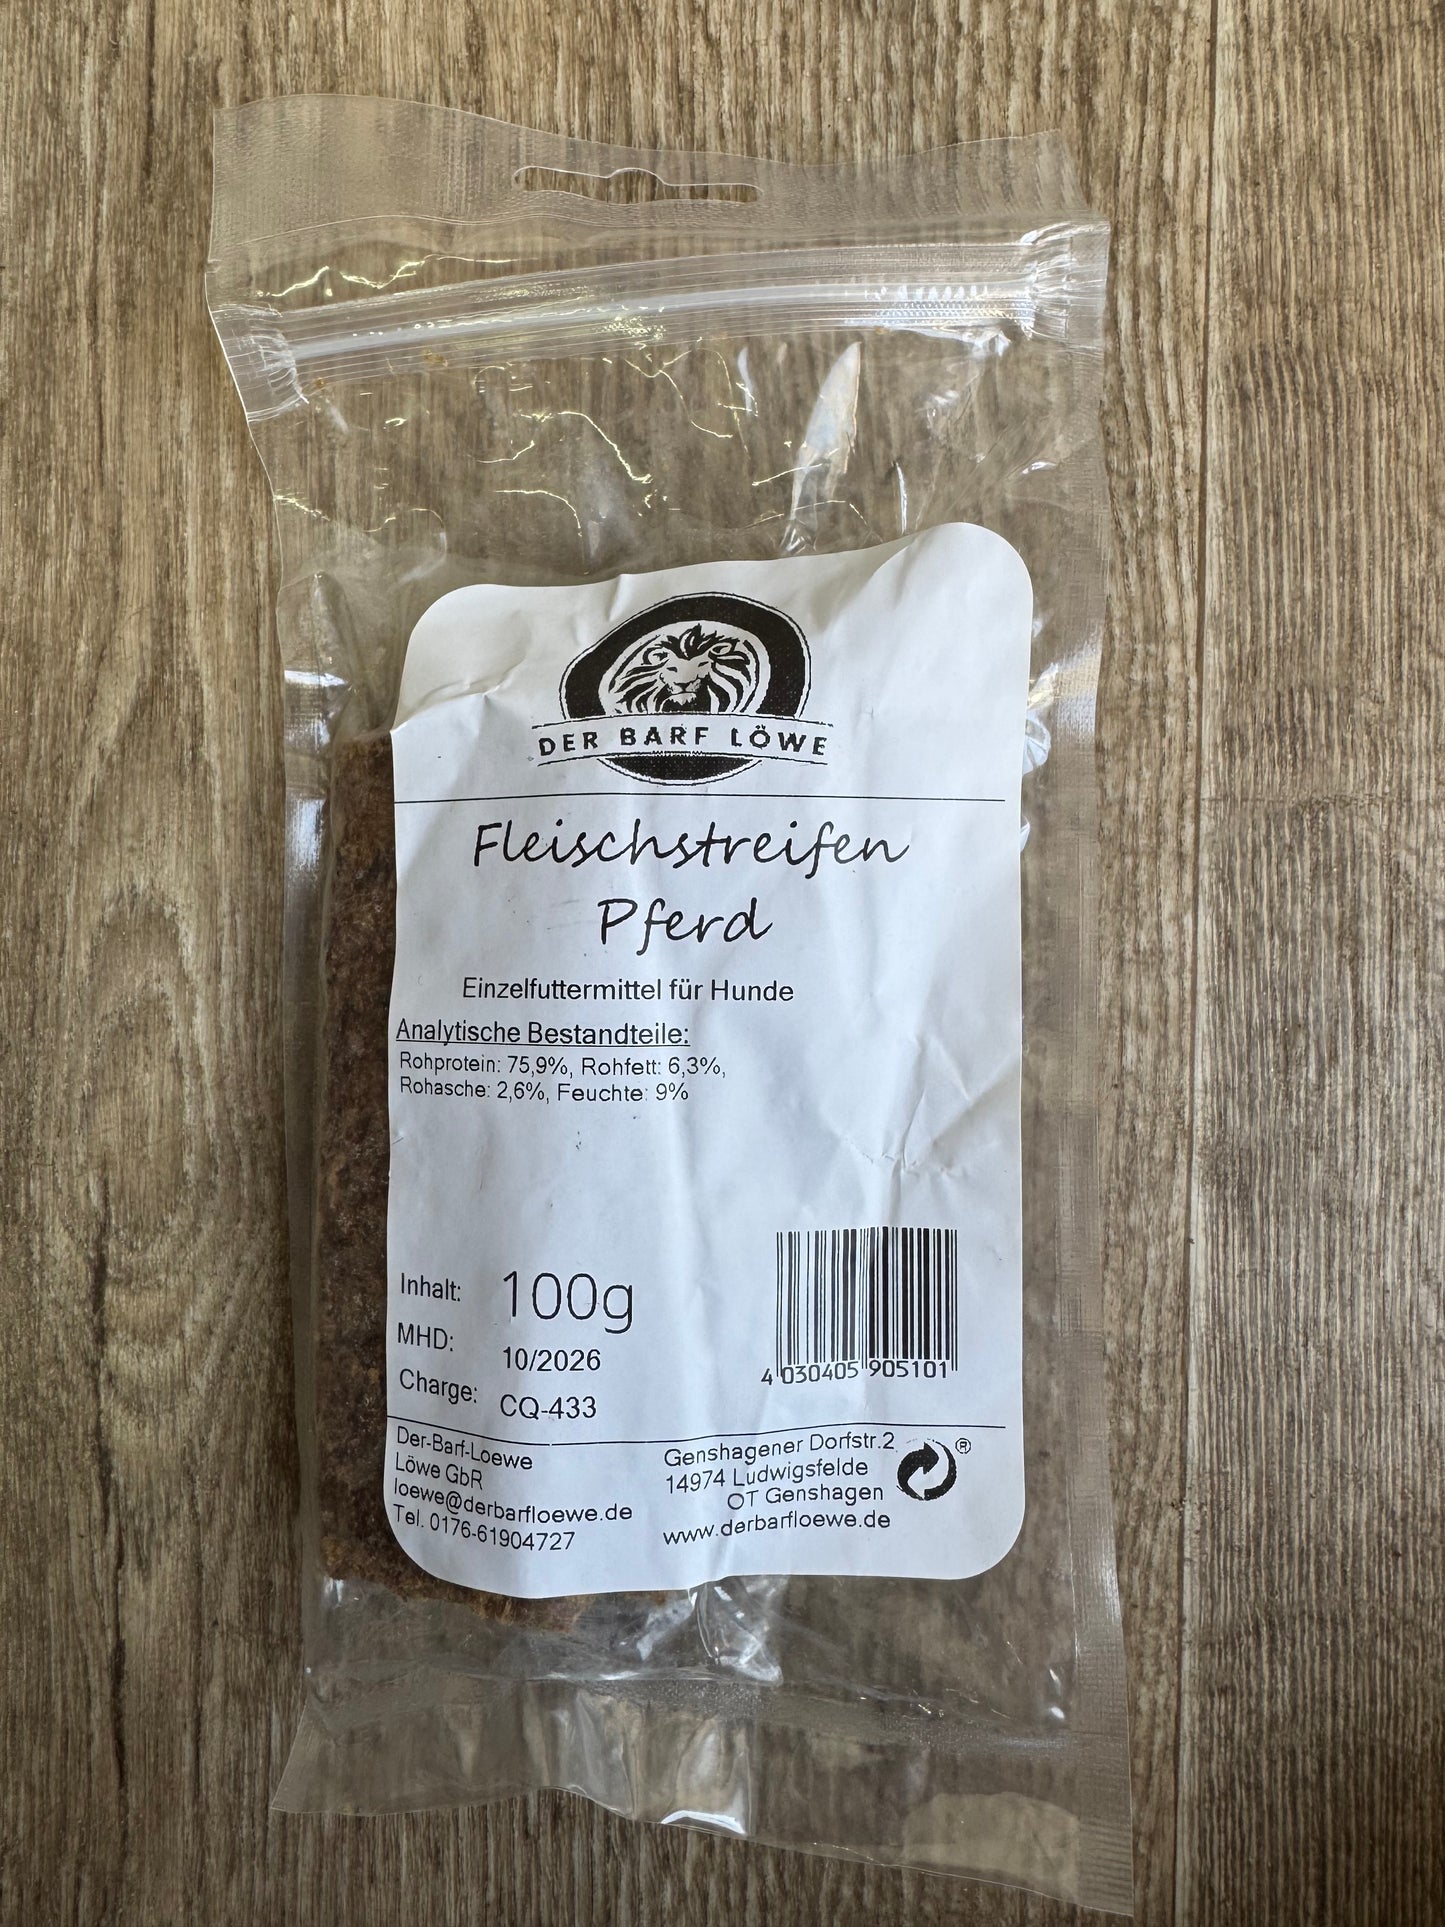 DER BARF LÖWE
Fleischstreifen
Pferd
Einzelfuttermittel für Hunde
Analytische Bestandteile:
Rohprotein: 75,9%, Rohfett: 6,3%,
Rohasche: 2,6%, Feuchte: 9%
Inhalt: 100g
MHD: 10/2026
Charge: CQ-433
4 030405 905101
Der-Barf-Loewe
Löwe GbR
loewe@derbarfloewe.de
Tel. 0176-61904727
Genshagener Dorfstr.2
14974 Ludwigsfelde
OT Genshagen
www.derbarfloewe.de
®